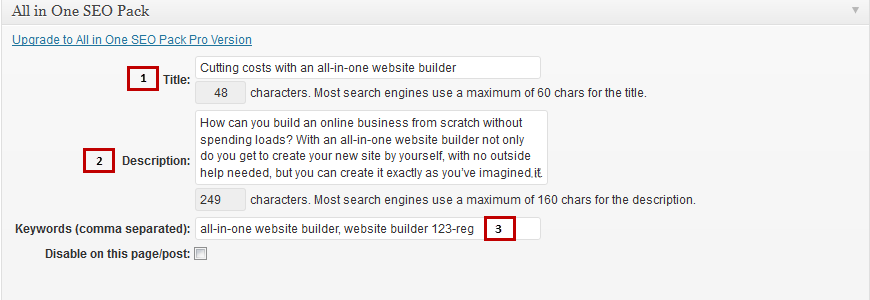 All in One SEO Pack
Upgrade to All in One SEO Pack Pro Version
1 Title: Cutting costs with an all-in-one website builder
48 characters. Most search engines use a maximum of 60 chars for the title.
How can you build an online business from scratch without
spending loads? With an all-in-one website builder not only
2 Description: do you get to create your new site by yourself, with no outside
help needed, but you can create it exactly as you've imagined it.
249 characters. Most search engines use a maximum of 160 chars for the description.
Keywords (comma separated): all-in-one website builder, website builder 123-reg 3
Disable on this page/post: